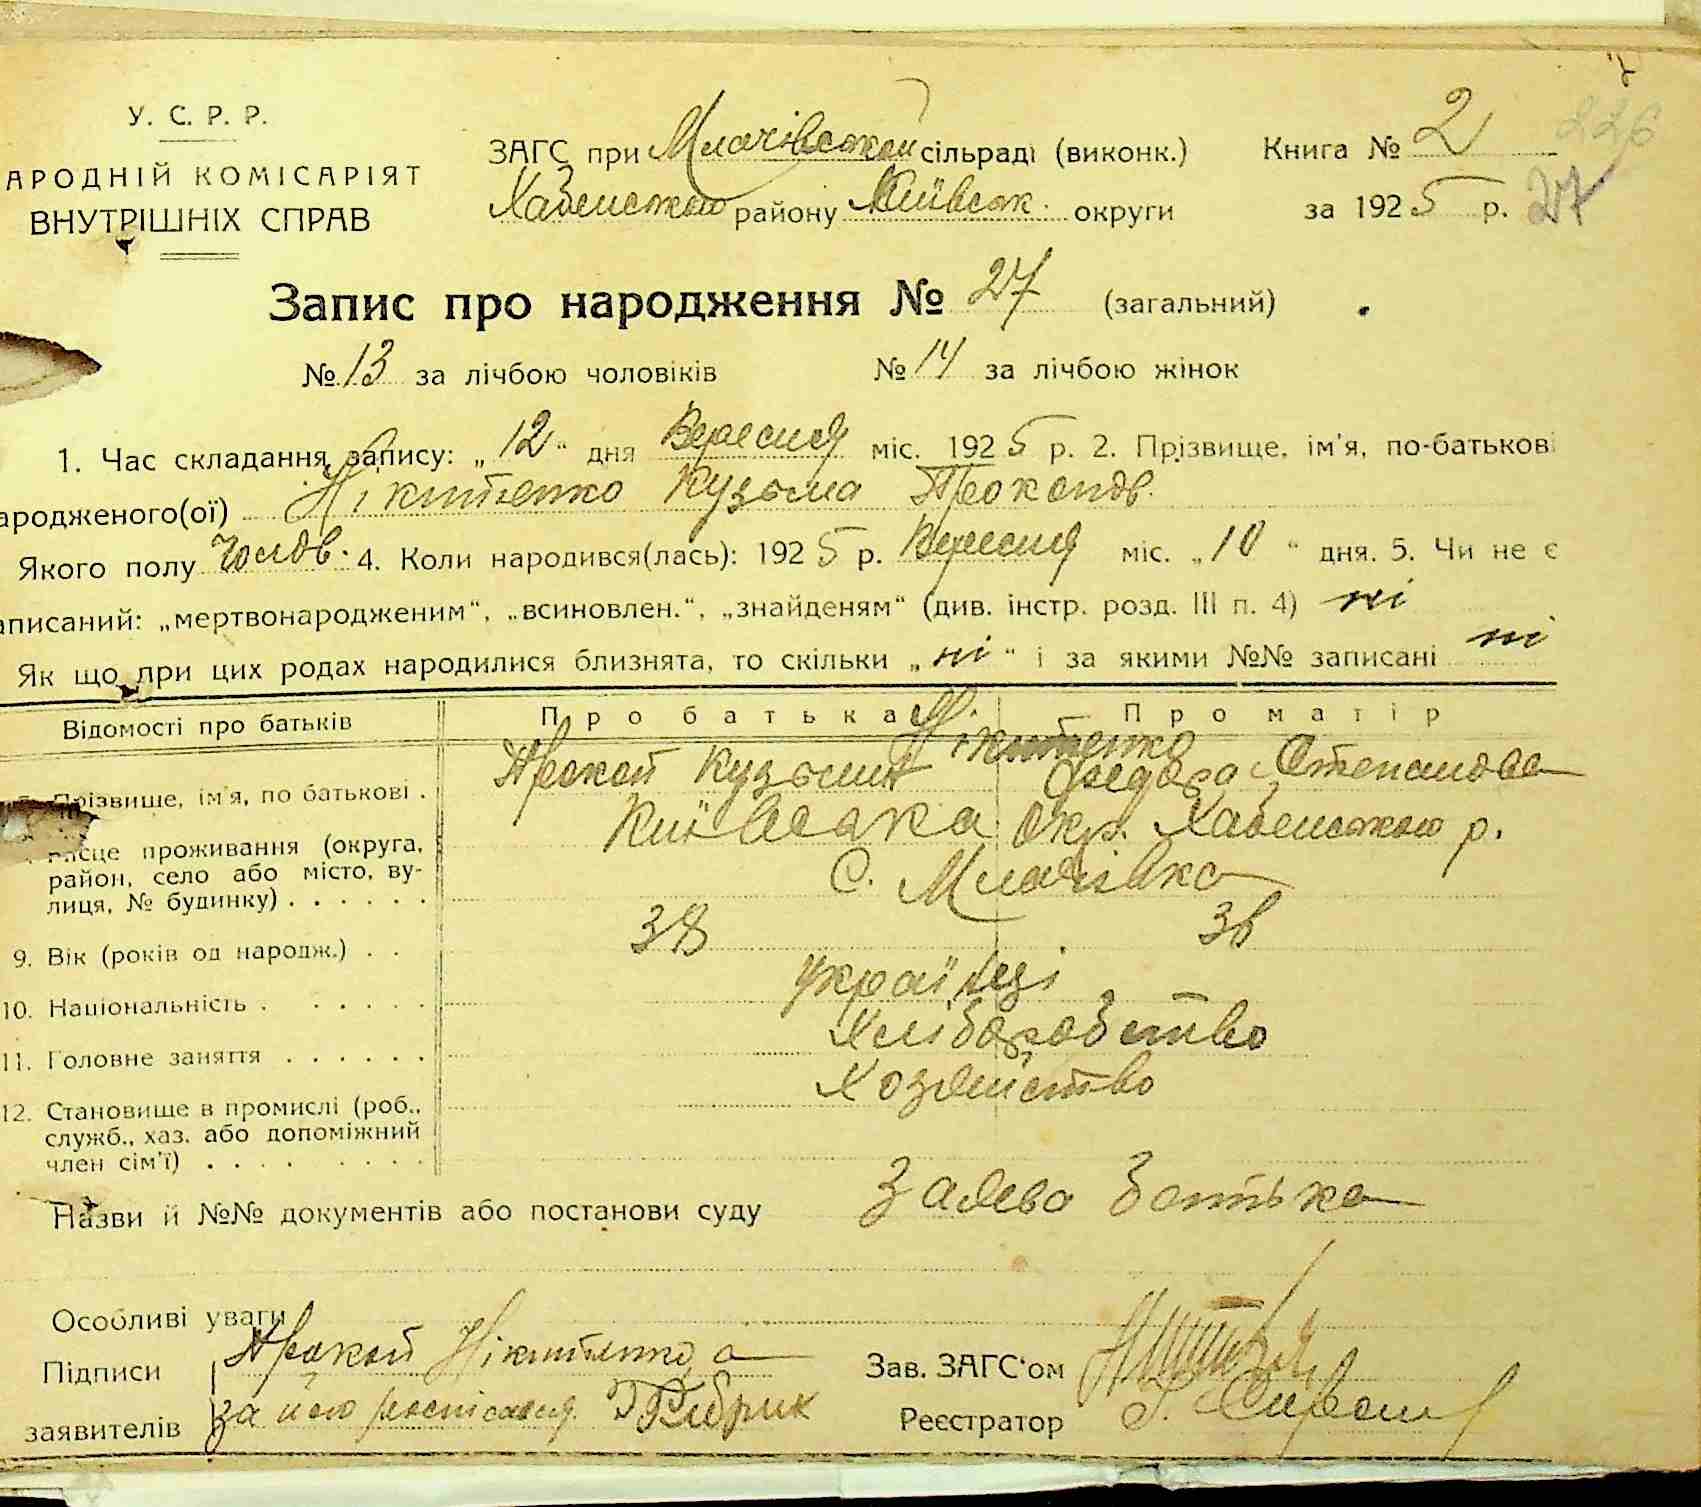 У. С. Р. Р.
АРОДНІЙ КОМІСАРІЯТ
ВНУТРІШНІХ СПРАВ
ЗАГС при Млачівської сільраді (виконк.)
Хабенського району Київськ. округи
Книга № 2
226
за 1925 р. 27
Запис про народження № 27 (загальний)
№ 13 за лічбою чоловіків № 14 за лічбою жінок
1. Час складання запису: „12“ дня Вересня міс. 1925 р. 2. Прізвище, ім'я, по-батькові
ародженого(ої) Нікитенко Кузьма Прокопов.
Якого полу Чолов. 4. Коли народився(лась): 1925 р. Вересня міс. „10“ дня. 5. Чи не є
аписаний: „мертвонародженим“, „всиновлен.“, „знайденям“ (див. інстр. розд. III п. 4) ні
Як що при цих родах народилися близнята, то скільки „ні“ і за якими №№ записані ні
Відомості про батьків Про батька Про матір
Нікитенко
Прізвище, ім'я, по батькові . Прокоп Кузьмич Федора Степановна
місце проживання (округа, Київська Окр. Хабенського р.
район, село або місто, ву-
лиця, № будинку) . . . . . . с. Млачівка
9. Вік (років од народж.) . . 38 36
10. Національність . . . . . . Українці
11. Головне заняття . . . . . . Хліборобство
12. Становище в промислі (роб., Хозяйство
служб., хаз. або допоміжний
член сім'ї) . . . . . . . .
Назви й №№ документів або постанови суду Заява батька
Особливі уваги
Підписи Прокоп Нікитенко а Зав. ЗАГС'ом
заявителів за його росписався Реєстратор